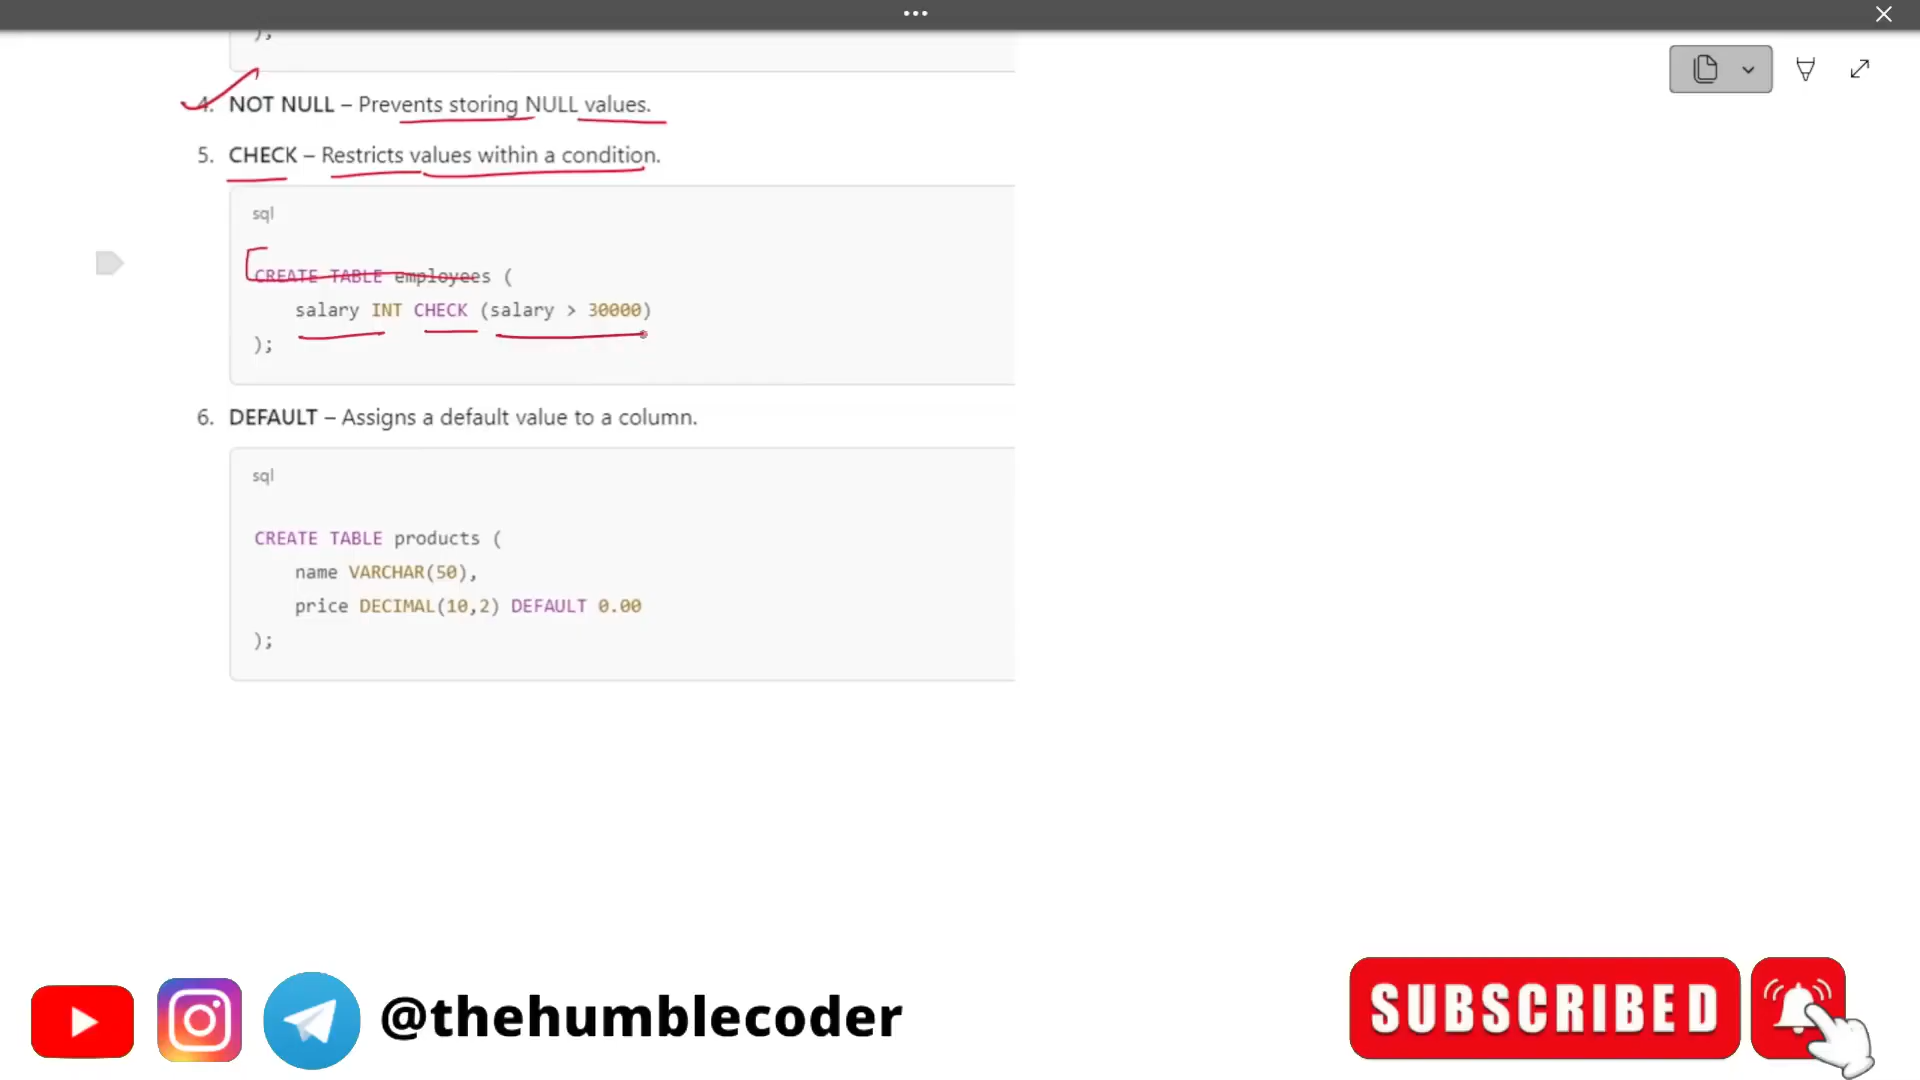 );
4. NOT NULL – Prevents storing NULL values.
5. CHECK – Restricts values within a condition.
sql
CREATE TABLE employees (
salary INT CHECK (salary > 30000)
);
6. DEFAULT – Assigns a default value to a column.
sql
CREATE TABLE products (
name VARCHAR(50),
price DECIMAL(10,2) DEFAULT 0.00
);
@thehumblecoder
SUBSCRIBED